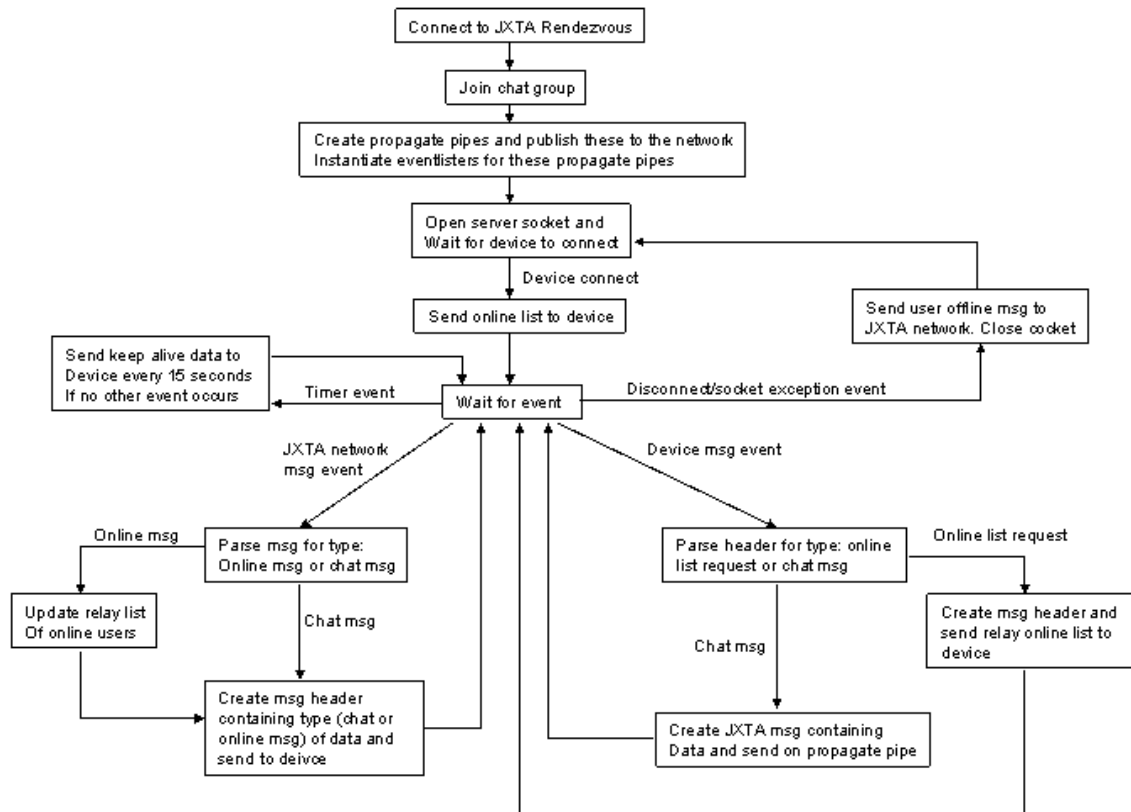 Connect to JXTA Rendezvous
Join chat group
Create propagate pipes and publish these to the network
Instantiate eventlisters for these propagate pipes
Open server socket and
Wait for device to connect
Device connect
Send online list to device
Send user offline msg to
JXTA network. Close cocket
Send keep alive data to
Device every 15 seconds
If no other event occurs
Timer event
Wait for event
Disconnect/socket exception event
JXTA network
msg event
Device msg event
Online msg
Parse msg for type:
Online msg or chat msg
Parse header for type: online
list request or chat msg
Online list request
Update relay list
Of online users
Chat msg
Chat msg
Create msg header and
send relay online list to
device
Create msg header
containing type (chat or
online msg) of data and
send to deivce
Create JXTA msg containing
Data and send on propagate pipe